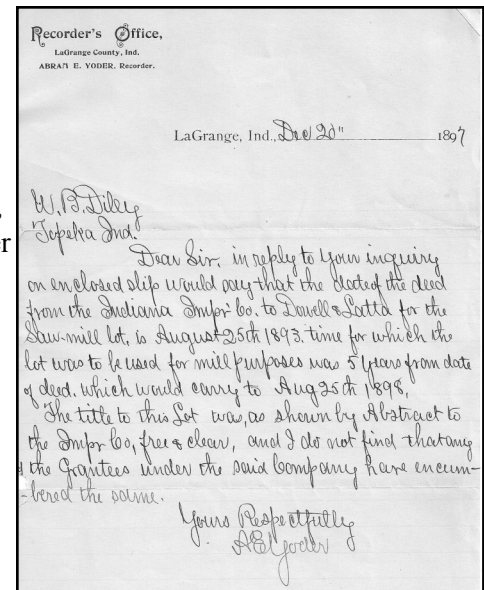 ,
er
Recorder's Office,
LaGrange County, Ind.
ABRAM E. YODER, Recorder.
LaGrange, Ind., Dec 20" 1897
W. B. Diley
Topeka Ind.
Dear Sir. in reply to your inquiry
on enclosed slip would say that the date of the deed
from the Indiana Impr Co. to Dowell & Latta for the
Saw-mill lot, is August 25th 1893. time for which the
lot was to be used for mill purposes was 5 years from date
of deed. which would carry to Aug 25th 1898,
The title to this Lot was, as shown by Abstract to
the Impr Co, free & clear, and I do not find that any
of the Grantees under the said Company have encum-
-bered the same.
Yours Respectfully
A E Yoder